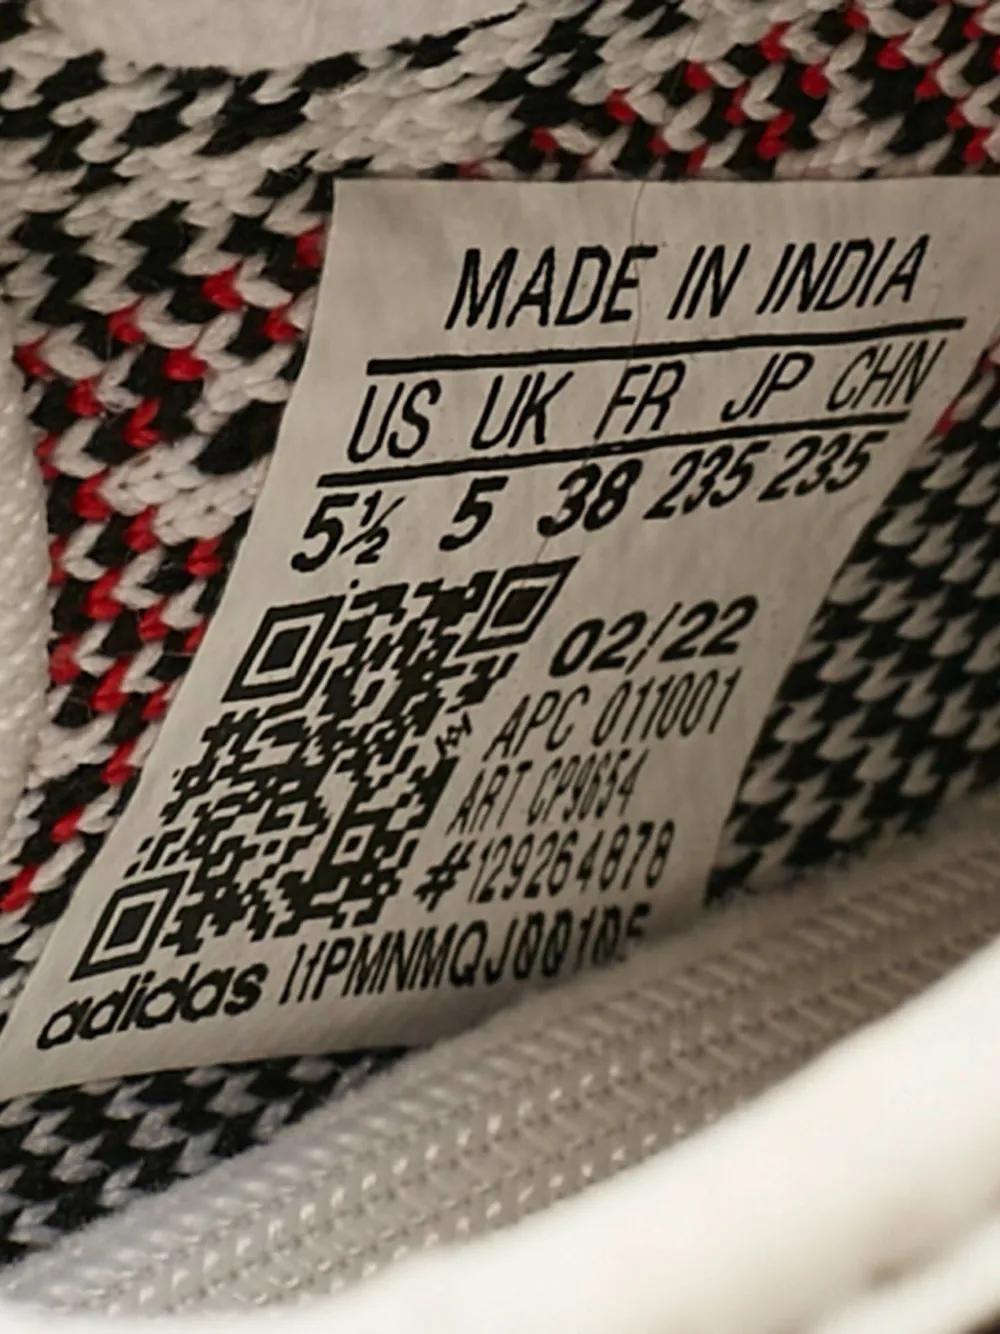 MADE IN INDIA
US UK FR JP CHN
5½ 5 38 235 235
02/22
APC 011001
ART CP9654
#129264878
adidas